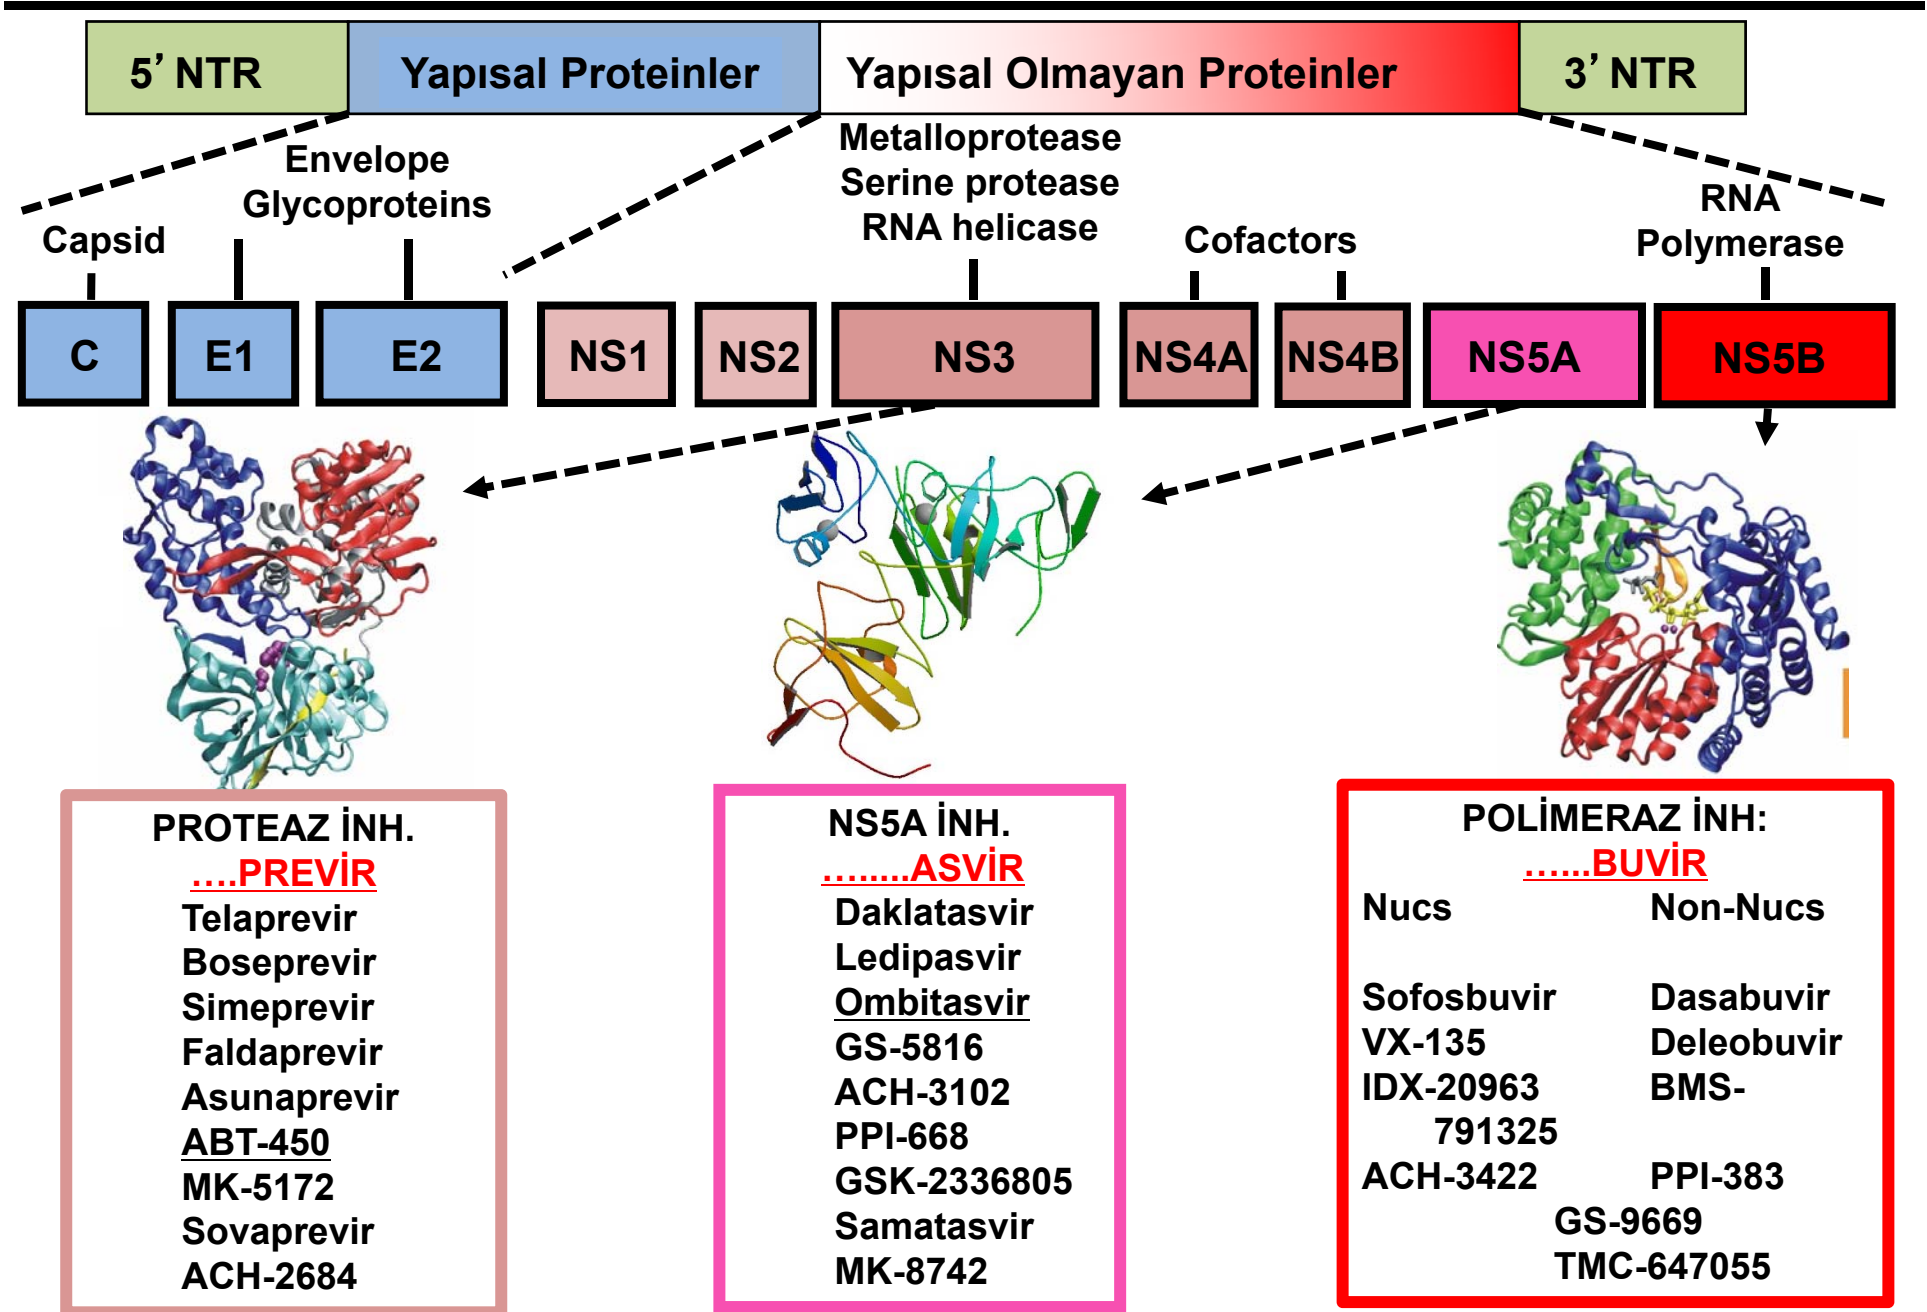 5’ NTR
Yapısal Proteinler
Yapısal Olmayan Proteinler
3’ NTR
Envelope
Glycoproteins
Capsid
Metalloprotease
Serine protease
RNA helicase
Cofactors
RNA
Polymerase
C
E1
E2
NS1
NS2
NS3
NS4A
NS4B
NS5A
NS5B
PROTEAZ İNH.
….PREVİR
Telaprevir
Boseprevir
Simeprevir
Faldaprevir
Asunaprevir
ABT-450
MK-5172
Sovaprevir
ACH-2684
NS5A İNH.
…......ASVİR
Daklatasvir
Ledipasvir
Ombitasvir
GS-5816
ACH-3102
PPI-668
GSK-2336805
Samatasvir
MK-8742
POLİMERAZ İNH:
…...BUVİR
Nucs Non-Nucs
Sofosbuvir Dasabuvir
VX-135 Deleobuvir
IDX-20963 BMS-
791325
ACH-3422 PPI-383
GS-9669
TMC-647055